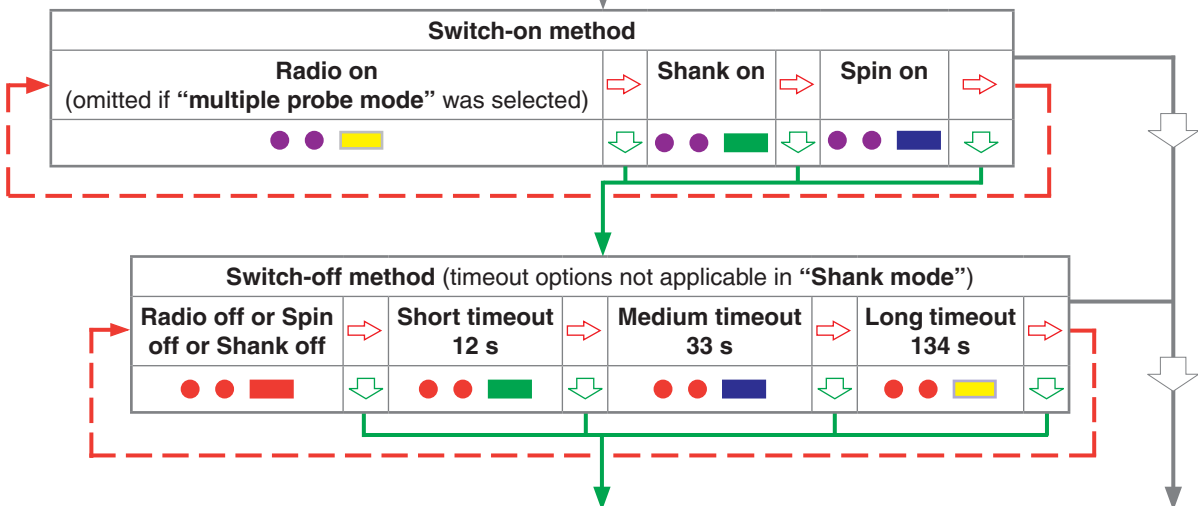 Switch-on method
Radio on
(omitted if “multiple probe mode” was selected)
Shank on
Spin on
Switch-off method (timeout options not applicable in “Shank mode”)
Radio off or Spin
off or Shank off
Short timeout
12 s
Medium timeout
33 s
Long timeout
134 s